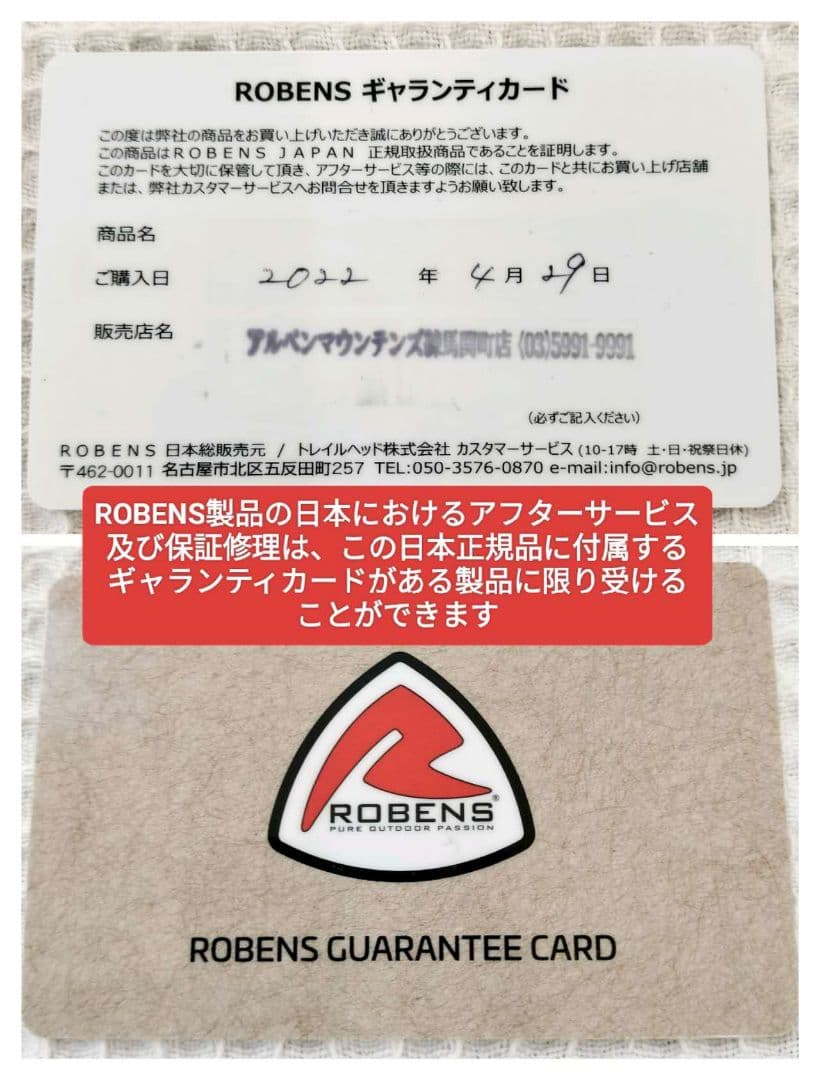 ROBENS ギャランティカード
この度は弊社の商品をお買い上げいただき誠にありがとうございます。
この商品はROBENS JAPAN 正規取扱商品であることを証明します。
このカードを大切に保管して頂き、アフターサービス等の際には、このカードと共にお買い上げ店舗
または、弊社カスタマーサービスへお問合せを頂きますようお願い致します。
商品名
ご購入日 2022 年 4月 29日
販売店名 アルペンマウンテンズ練馬関町店 (03)5991-9991
(必ずご記入ください)
ROBENS 日本総販売元 / トレイルヘッド株式会社 カスタマーサービス (10-17時 土・日・祝祭日休)
〒462-0011 名古屋市北区五反田町257 TEL:050-3576-0870 e-mail:info@robens.jp
ROBENS製品の日本におけるアフターサービス
及び保証修理は、この日本正規品に付属する
ギャランティカードがある製品に限り受ける
ことができます
ROBENS®
PURE OUTDOOR PASSION
ROBENS GUARANTEE CARD